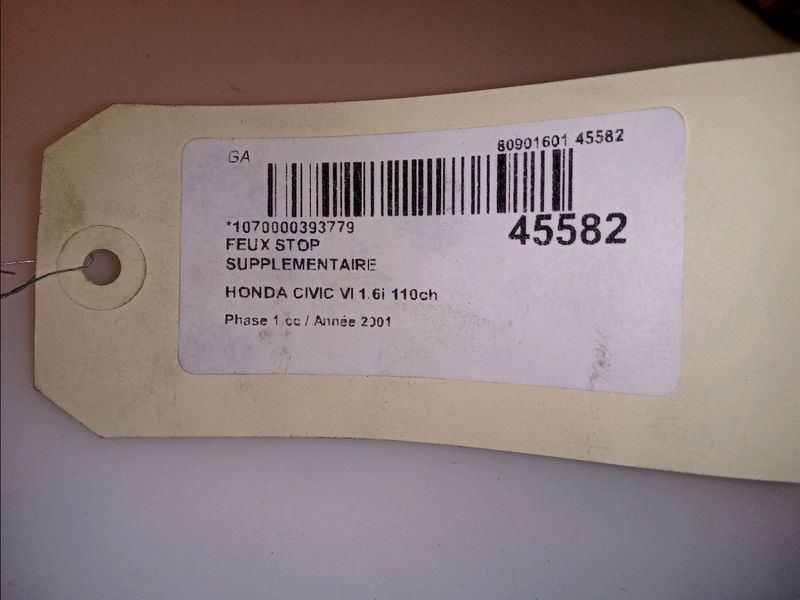 GA
80901601 45582
*1070000393779
45582
FEUX STOP
SUPPLEMENTAIRE
HONDA CIVIC VI 1.6i 110ch
Phase 1 cc / Année 2001